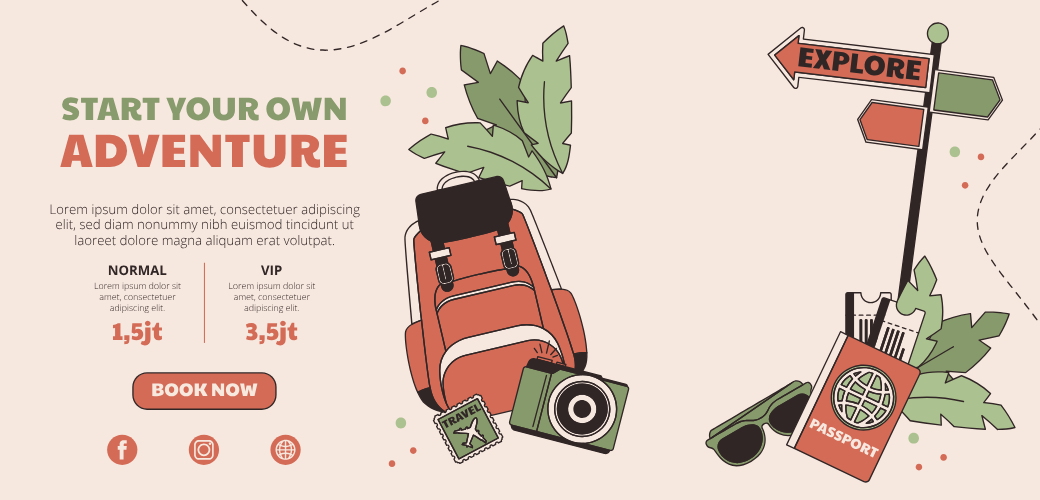 START YOUR OWN
ADVENTURE
Lorem ipsum dolor sit amet, consectetuer adipiscing
elit, sed diam nonummy nibh euismod tincidunt ut
laoreet dolore magna aliquam erat volutpat.
NORMAL
Lorem ipsum dolor sit
amet, consectetuer
adipiscing elit.
1,5jt
VIP
Lorem ipsum dolor sit
amet, consectetuer
adipiscing elit.
3,5jt
BOOK NOW
TRAVEL
EXPLORE
PASSPORT